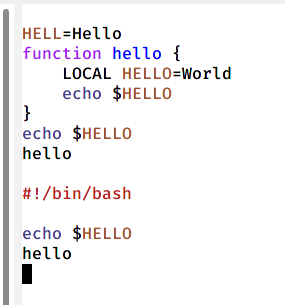 HELL=Hello
function hello {
LOCAL HELLO=World
echo $HELLO
}
echo $HELLO
hello
#!/bin/bash
echo $HELLO
hello